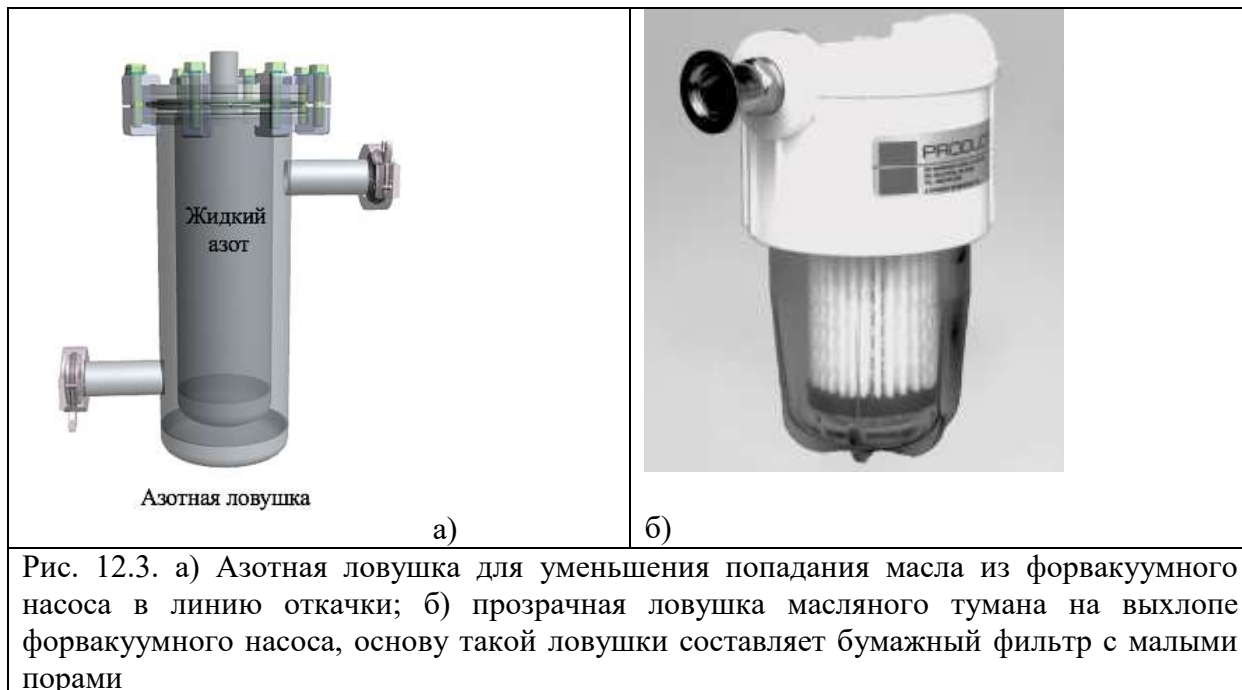 Жидкий
азот
PRODUC
Азотная ловушка
а)
б)
Рис. 12.3. а) Азотная ловушка для уменьшения попадания масла из форвакуумного
насоса в линию откачки; б) прозрачная ловушка масляного тумана на выхлопе
форвакуумного насоса, основу такой ловушки составляет бумажный фильтр с малыми
порами